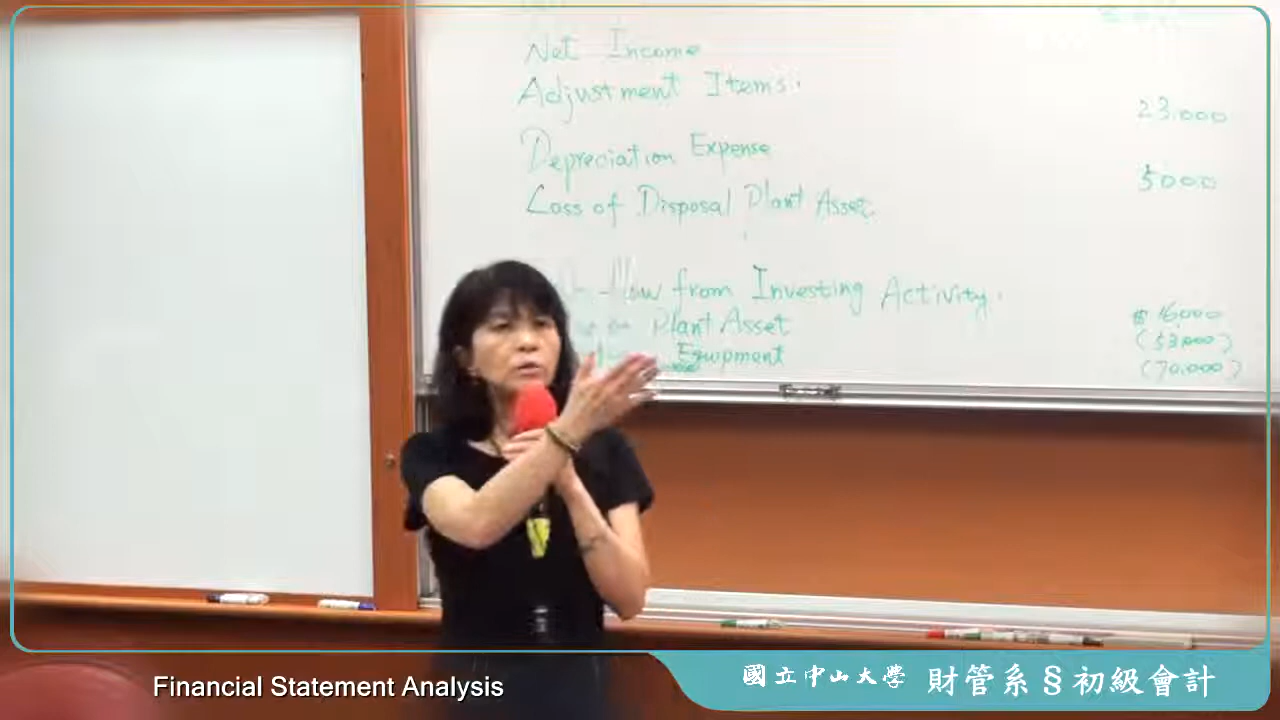 Net Income
Adjustment Items:
23,000
Depreciation Expense
5000
Loss of Disposal Plant Asset
flow from Investing Activity.
Plant Asset $16,000
(53,000)
Equipment (70,000)
Financial Statement Analysis
國立中山大學 財管系§初級會計